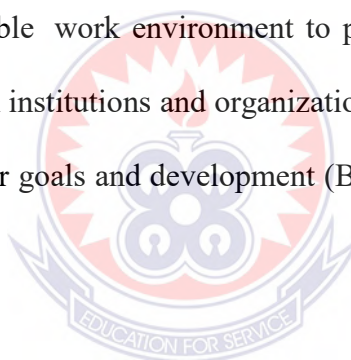 ble work environment to p
institutions and organizatio
r goals and development (B
EDUCATION FOR SERVICE